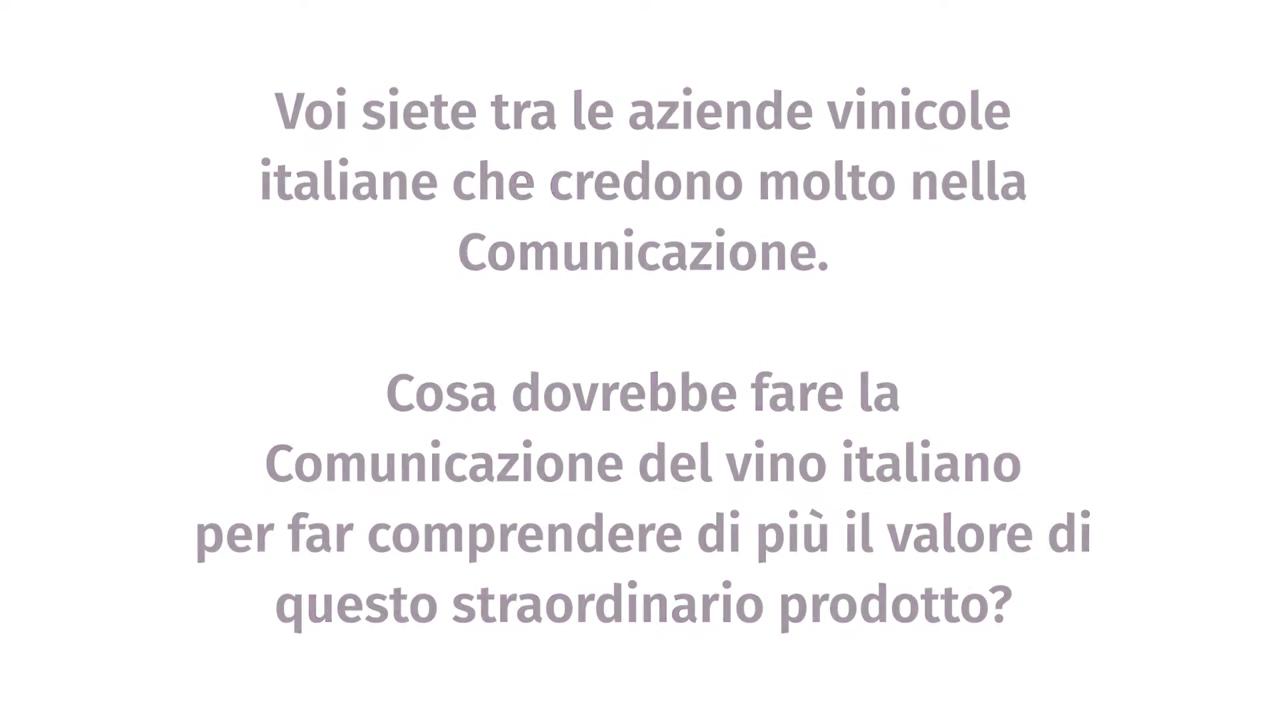 Voi siete tra le aziende vinicole
italiane che credono molto nella
Comunicazione.
Cosa dovrebbe fare la
Comunicazione del vino italiano
per far comprendere di più il valore di
questo straordinario prodotto?